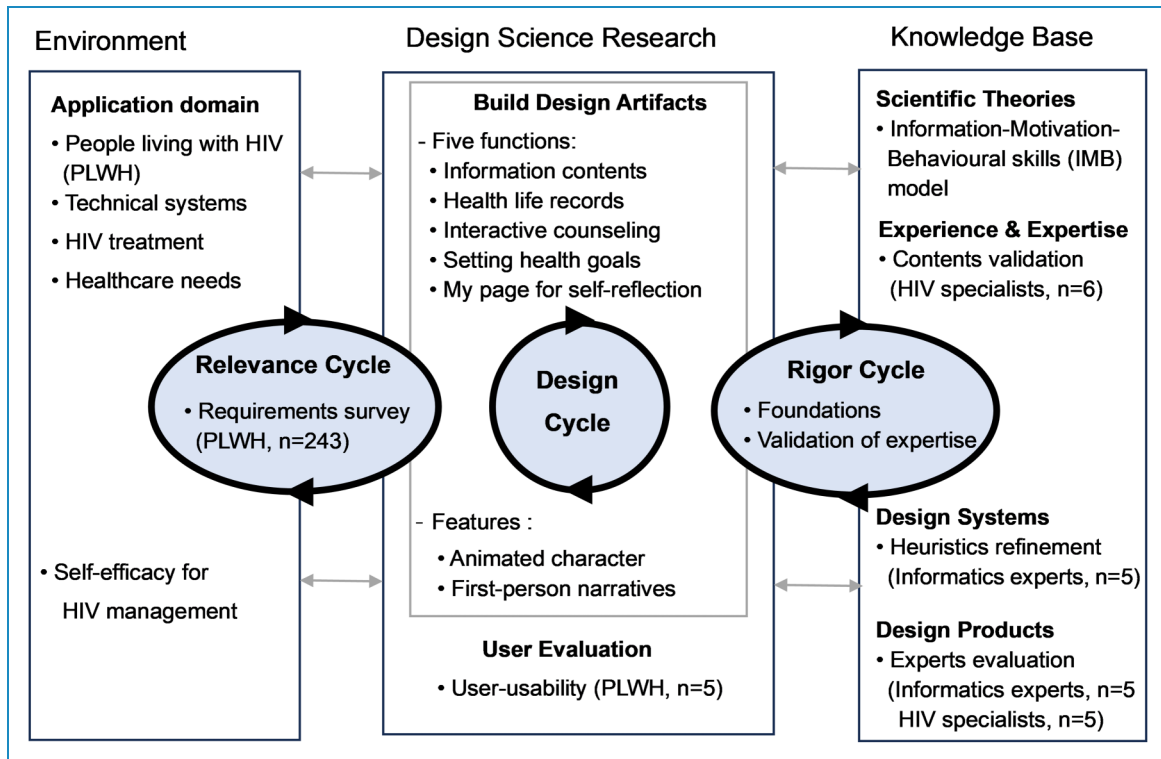 Environment
Application domain
• People living with HIV
(PLWH)
• Technical systems
• HIV treatment
• Healthcare needs
Relevance Cycle
• Requirements survey
(PLWH, n=243)
• Self-efficacy for
HIV management
Design Science Research
Build Design Artifacts
- Five functions:
• Information contents
• Health life records
• Interactive counseling
• Setting health goals
• My page for self-reflection
Design
Cycle
- Features :
• Animated character
• First-person narratives
User Evaluation
• User-usability (PLWH, n=5)
Knowledge Base
Scientific Theories
• Information-Motivation-
Behavioural skills (IMB)
model
Experience & Expertise
• Contents validation
(HIV specialists, n=6)
Rigor Cycle
• Foundations
• Validation of expertise
Design Systems
• Heuristics refinement
(Informatics experts, n=5)
Design Products
• Experts evaluation
(Informatics experts, n=5
HIV specialists, n=5)